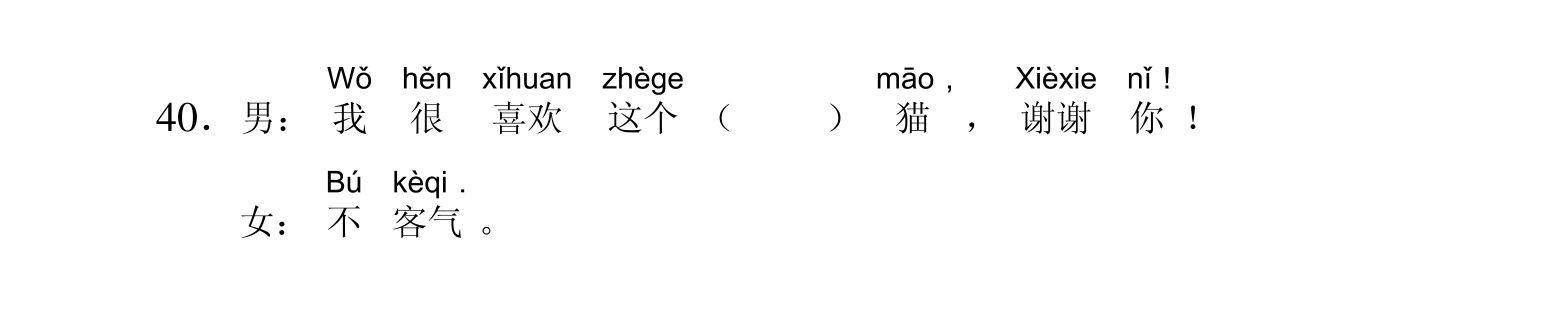 Wǒ hěn xǐhuan zhège māo, Xièxie nǐ!
40. 男: 我 很 喜欢 这个 ( ) 猫 , 谢谢 你 !
Bú kèqi.
女: 不 客气 。